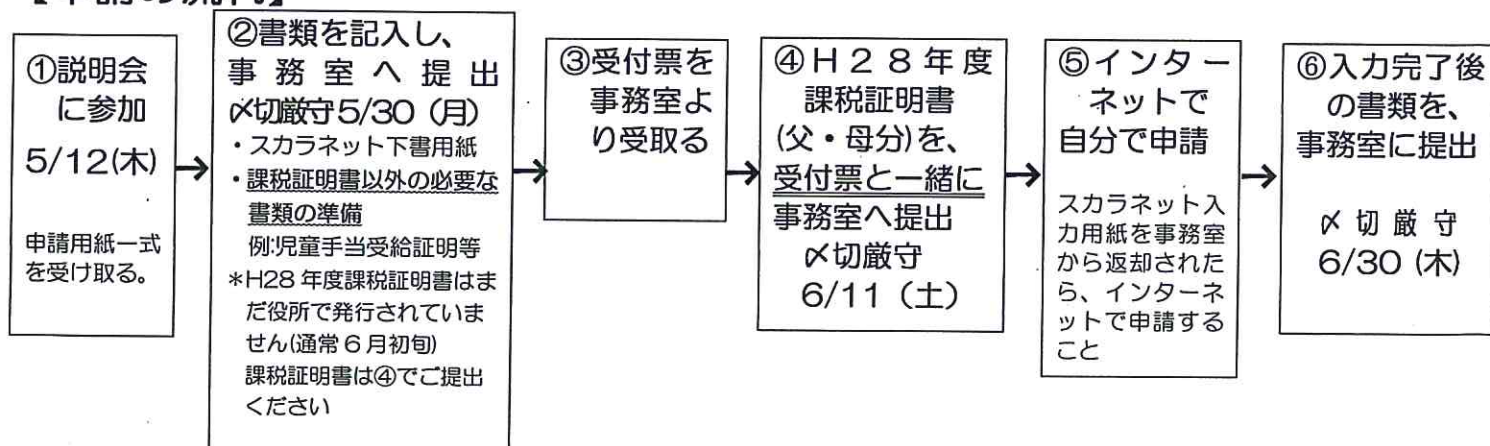 ①説明会
に参加
5/12(木)
申請用紙一式
を受け取る。
→
②書類を記入し、
事務室へ提出
〆切厳守5/30(月)
・スカラネット下書用紙
・課税証明書以外の必要な
書類の準備
例:児童手当受給証明等
*H28年度課税証明書はま
だ役所で発行されていま
せん(通常6月初旬)
課税証明書は④でご提出
ください
→
③受付票を
事務室よ
り受取る
→
④H28年度
課税証明書
(父・母分)を、
受付票と一緒に
事務室へ提出
〆切厳守
6/11(土)
→
⑤インター
ネットで
自分で申請
スカラネット入
力用紙を事務室
から返却された
ら、インターネ
ットで申請する
こと
→
⑥入力完了後
の書類を、
事務室に提出
〆切厳守
6/30(木)